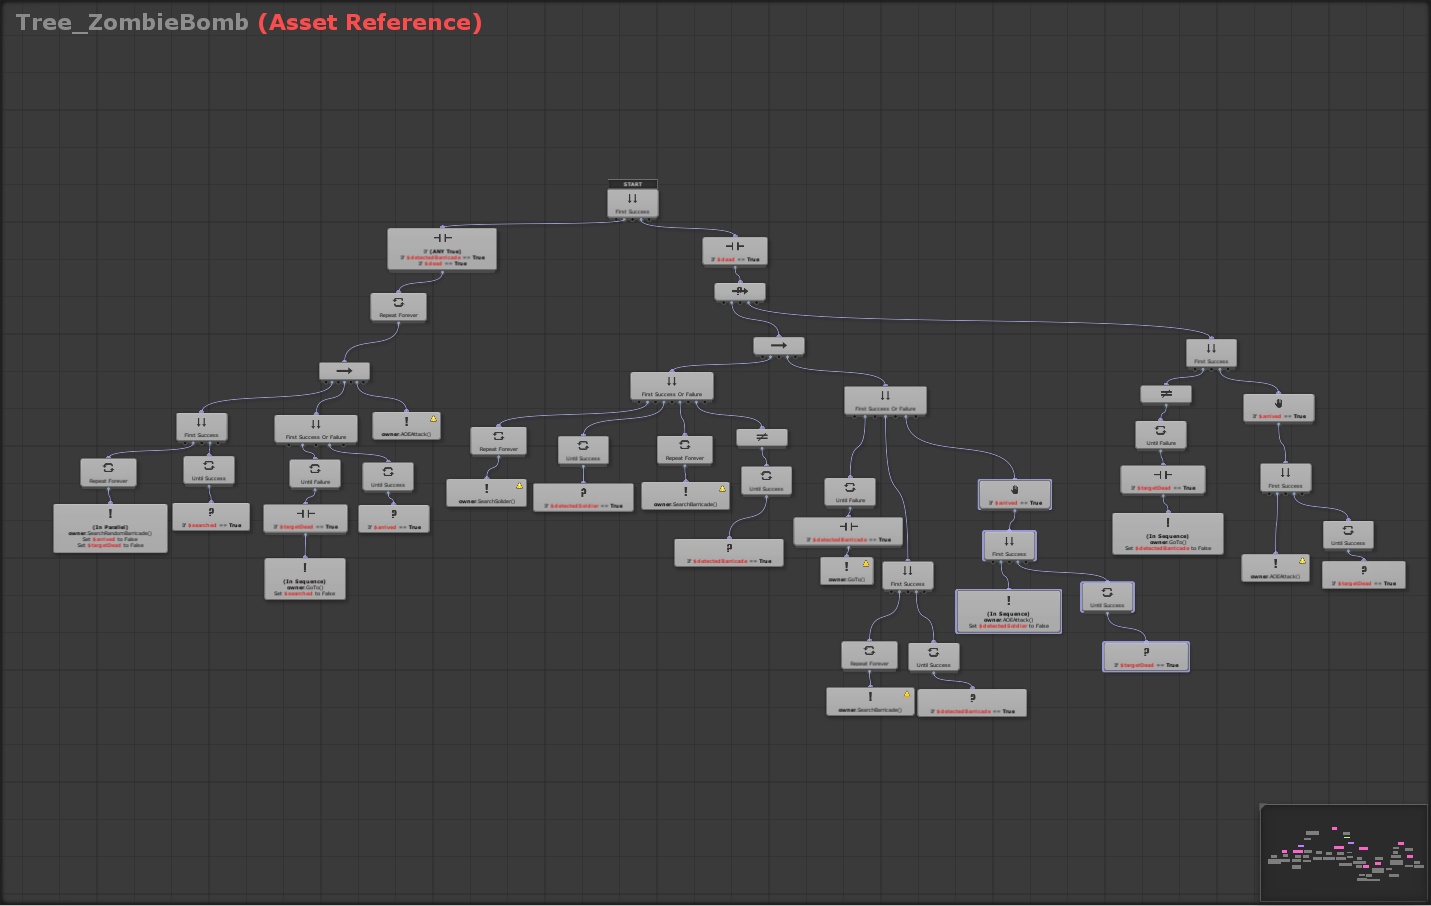 Tree_ZombieBomb (Asset Reference)
START
First Success
If (ANY True)
If $detectedBarricade == True
If $dead == True
If $dead == True
Repeat Forever
First Success
First Success Or Failure
First Success Or Failure
If $arrived == True
First Success
First Success Or Failure
owner.AOEAttack()
Repeat Forever
Until Success
Repeat Forever
Until Failure
Repeat Forever
Until Success
Until Failure
Until Success
First Success
Until Success
If $targetDead == True
owner.SearchSolider()
If $detectedSoldier == True
owner.SearchBarricade()
Until Failure
If $arrived == True
(In Parallel)
owner.SearchRandomBarricade()
Set $arrived to False
Set $targetDead to False
If $searched == True
If $targetDead == True
If $arrived == True
If $detectedBarricade == True
First Success
(In Sequence)
owner.GoTo()
Set $detectedBarricade to False
Until Success
If $detectedBarricade == True
(In Sequence)
owner.GoTo()
Set $searched to False
owner.GoTo()
First Success
owner.AOEAttack()
If $targetDead == True
(In Sequence)
owner.AOEAttack()
Set $detectedSoldier to False
Until Success
Repeat Forever
Until Success
If $targetDead == True
owner.SearchBarricade()
If $detectedBarricade == True